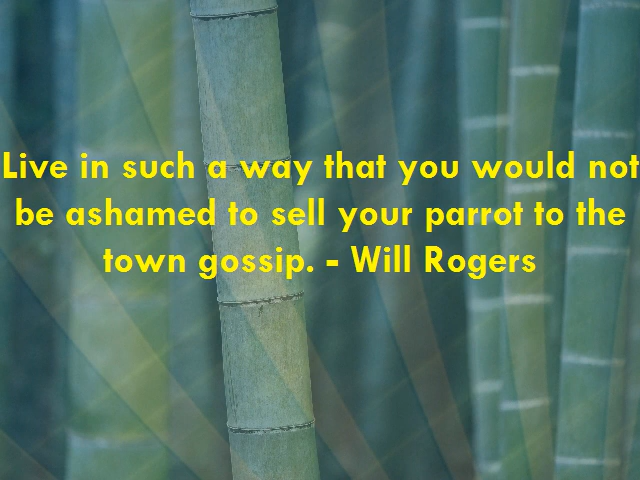 Live in such a way that you would not
be ashamed to sell your parrot to the
town gossip. - Will Rogers